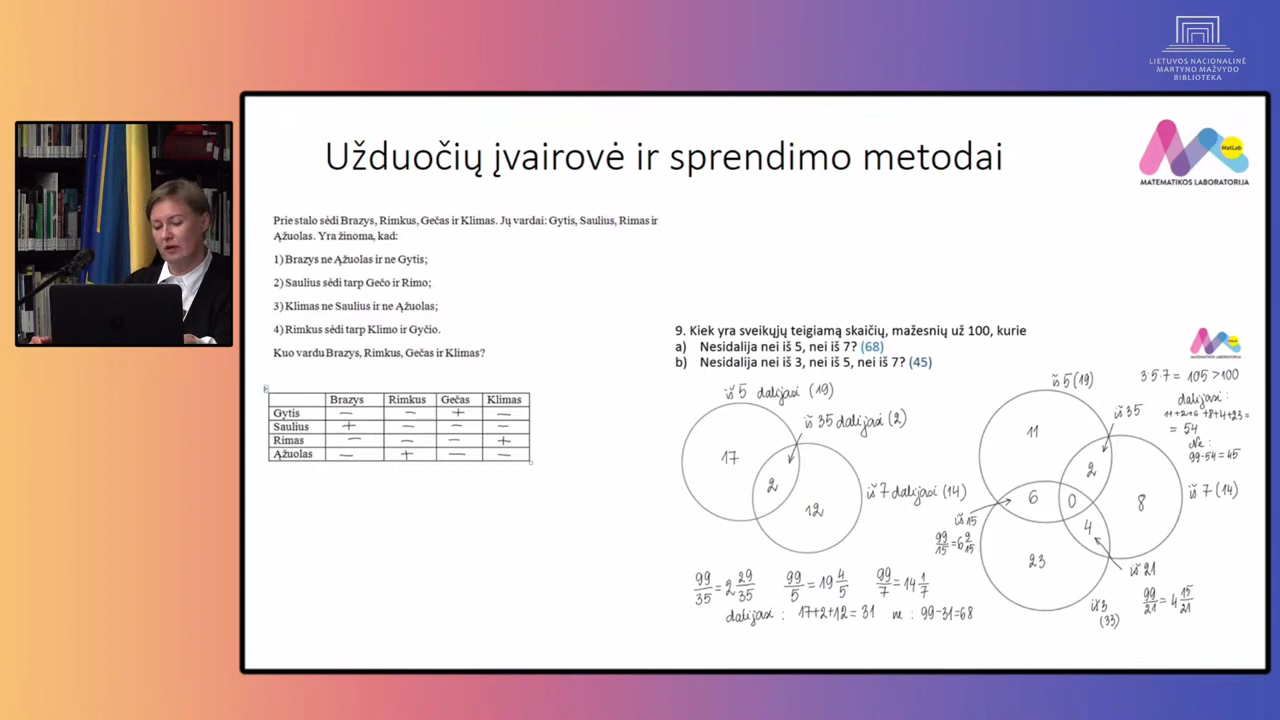 LIETUVOS NACIONALINĖ
MARTYNO MAŽVYDO
BIBLIOTEKA
Užduočių įvairovė ir sprendimo metodai
MatLab
MATEMATIKOS LABORATORIJA
Prie stalo sėdi Brazys, Rimkus, Gečas ir Klimas. Jų vardai: Gytis, Saulius, Rimas ir
Ąžuolas. Yra žinoma, kad:
1) Brazys ne Ąžuolas ir ne Gytis;
2) Saulius sėdi tarp Gečo ir Rimo;
3) Klimas ne Saulius ir ne Ąžuolas;
4) Rimkus sėdi tarp Klimo ir Gyčio.
Kuo vardu Brazys, Rimkus, Gečas ir Klimas?
Brazys Rimkus Gečas Klimas
Gytis — — + —
Saulius + — — —
Rimas — — — +
Ąžuolas — + — —
9. Kiek yra sveikųjų teigiamą skaičių, mažesnių už 100, kurie
a) Nesidalija nei iš 5, nei iš 7? (68)
b) Nesidalija nei iš 3, nei iš 5, nei iš 7? (45)
MATEMATIKOS LABORATORIJA
iš 5 dalijasi (19)
iš 35 dalijasi (2)
17
2
12
iš 7 dalijasi (14)
99/35 = 2 29/35 99/5 = 19 4/5 99/7 = 14 1/7
dalijasi : 17+2+12 = 31 ne : 99-31=68
iš 5 (19)
3·5·7 = 105 > 100
dalijasi :
11+2+6+8+4+23=
= 54
Ne :
99-54=45
iš 35
11
2
6
0
8
iš 7 (14)
iš 15
99/15 = 6 2/15
4
23
iš 21
99/21 = 4 15/21
iš 3
(33)